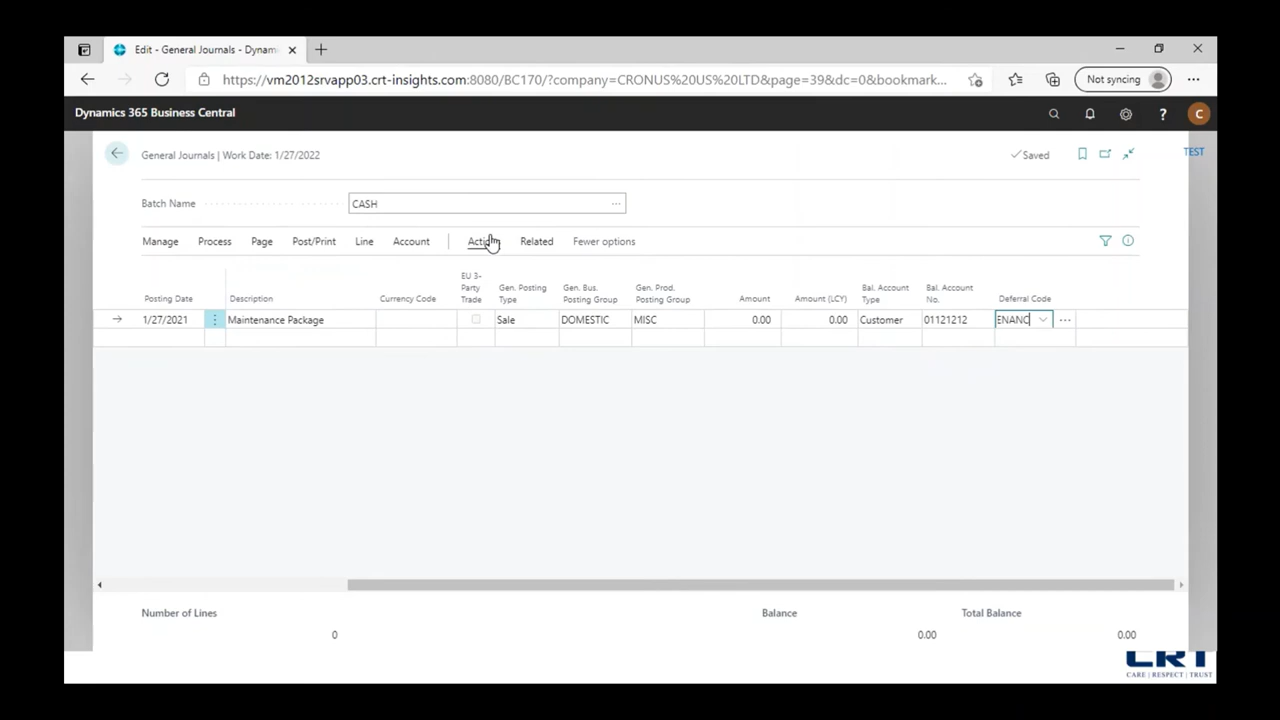 Edit - General Journals - Dynami
https://vm2012srvapp03.crt-insights.com:8080/BC170/?company=CRONUS%20US%20LTD&page=39&dc=0&bookmark...
Not syncing
Dynamics 365 Business Central
? C
General Journals | Work Date: 1/27/2022
Saved
TEST
Batch Name
CASH
Manage Process Page Post/Print Line Account Related Fewer options
Posting Date Description Currency Code EU 3-Party Trade Gen. Posting Type Gen. Bus. Posting Group Gen. Prod. Posting Group Amount Amount (LCY) Bal. Account Type Bal. Account No. Deferral Code
1/27/2021 Maintenance Package Sale DOMESTIC MISC 0.00 0.00 Customer 01121212 ENANC
Number of Lines Balance Total Balance
0 0.00 0.00
CRT
CARE | RESPECT | TRUST